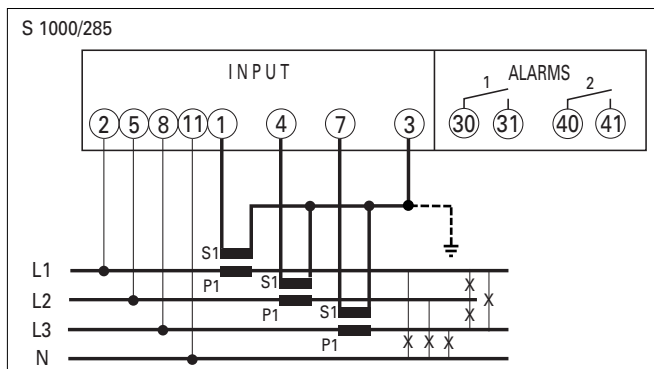 S 1000/285
INPUT
ALARMS
1 2
2 5 8 11 1 4 7 3 30 31 40 41
S1
L1 P1 S1 X
L2 P1 S1 X
X
L3 P1 X X X
N